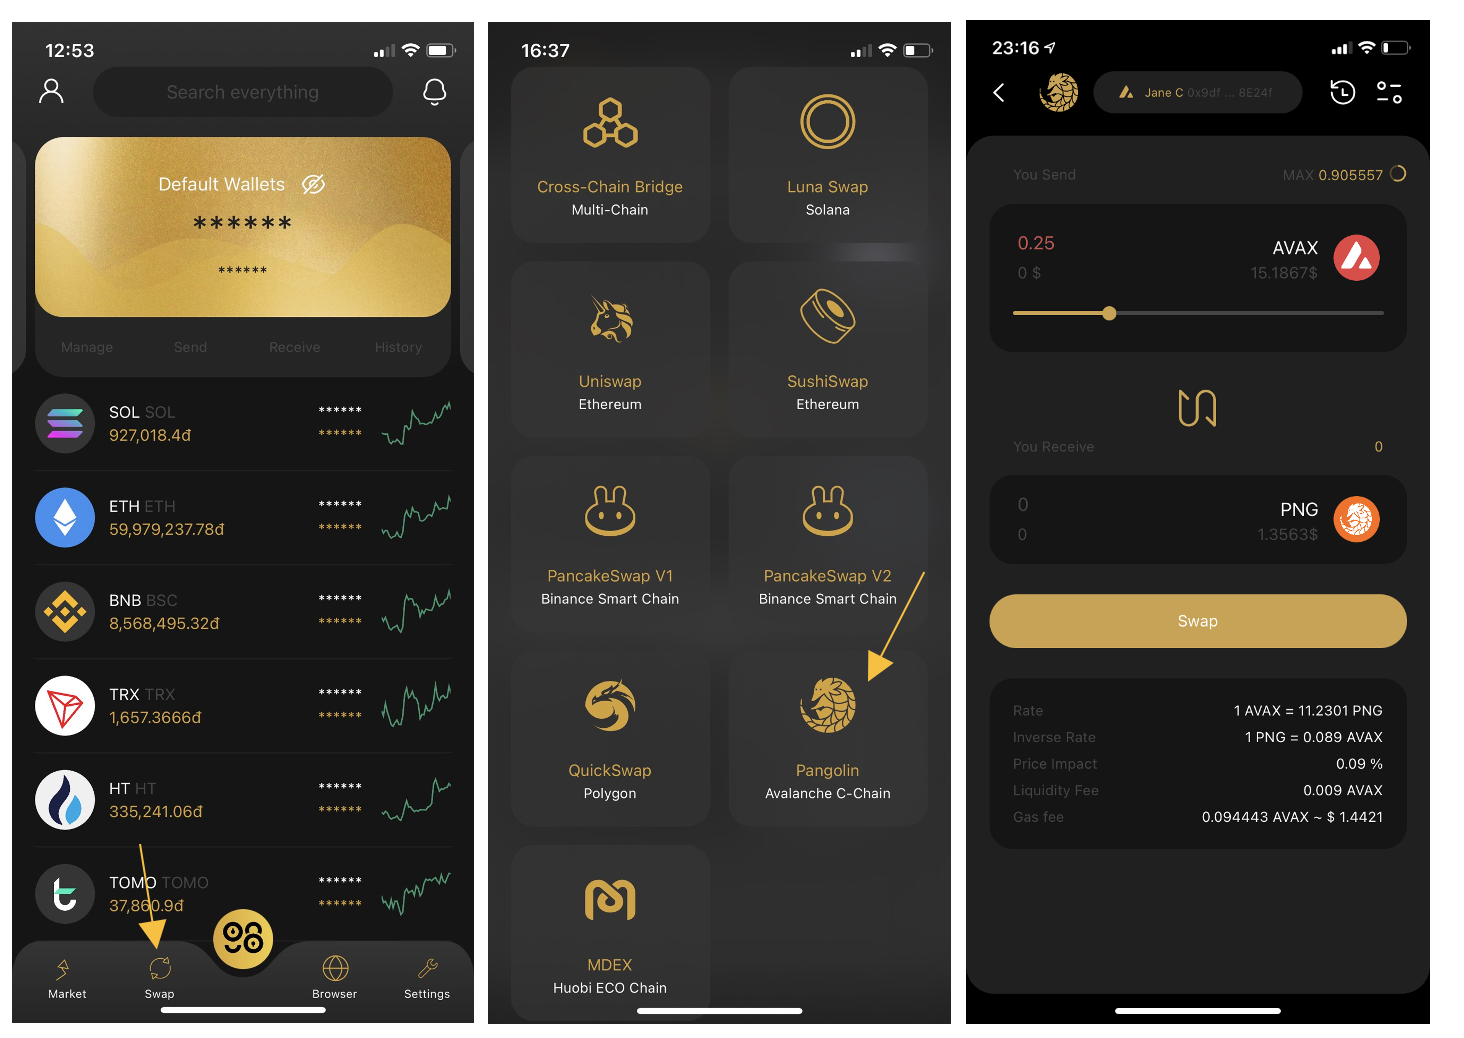 12:53
Search everything
Default Wallets
******
******
Manage Send Receive History
SOL SOL ******
927,018.4đ ******
ETH ETH ******
59,979,237.78đ ******
BNB BSC ******
8,568,495.32đ ******
TRX TRX ******
1,657.3666đ ******
HT HT ******
335,241.06đ ******
TOMO TOMO ******
37,860.9đ ******
98
Market Swap Browser Settings
16:37
Cross-Chain Bridge
Multi-Chain
Luna Swap
Solana
Uniswap
Ethereum
SushiSwap
Ethereum
PancakeSwap V1
Binance Smart Chain
PancakeSwap V2
Binance Smart Chain
QuickSwap
Polygon
Pangolin
Avalanche C-Chain
MDEX
Huobi ECO Chain
23:16
Jane C 0x9df ... 8E24f
You Send MAX 0.905557
0.25 AVAX
0 $ 15.1867$
You Receive 0
0 PNG
0 1.3563$
Swap
Rate 1 AVAX = 11.2301 PNG
Inverse Rate 1 PNG = 0.089 AVAX
Price Impact 0.09 %
Liquidity Fee 0.009 AVAX
Gas fee 0.094443 AVAX ~ $ 1.4421